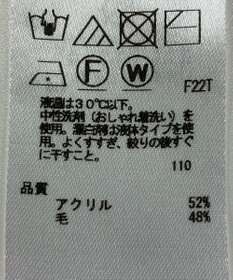 F W
F22T
液温は30℃以下。
中性洗剤(おしゃれ着洗い)を
使用。漂白剤は液体タイプを使
用。よくすすぎ、絞りの後すぐ
に干すこと。
110
品質
アクリル 52%
毛 48%